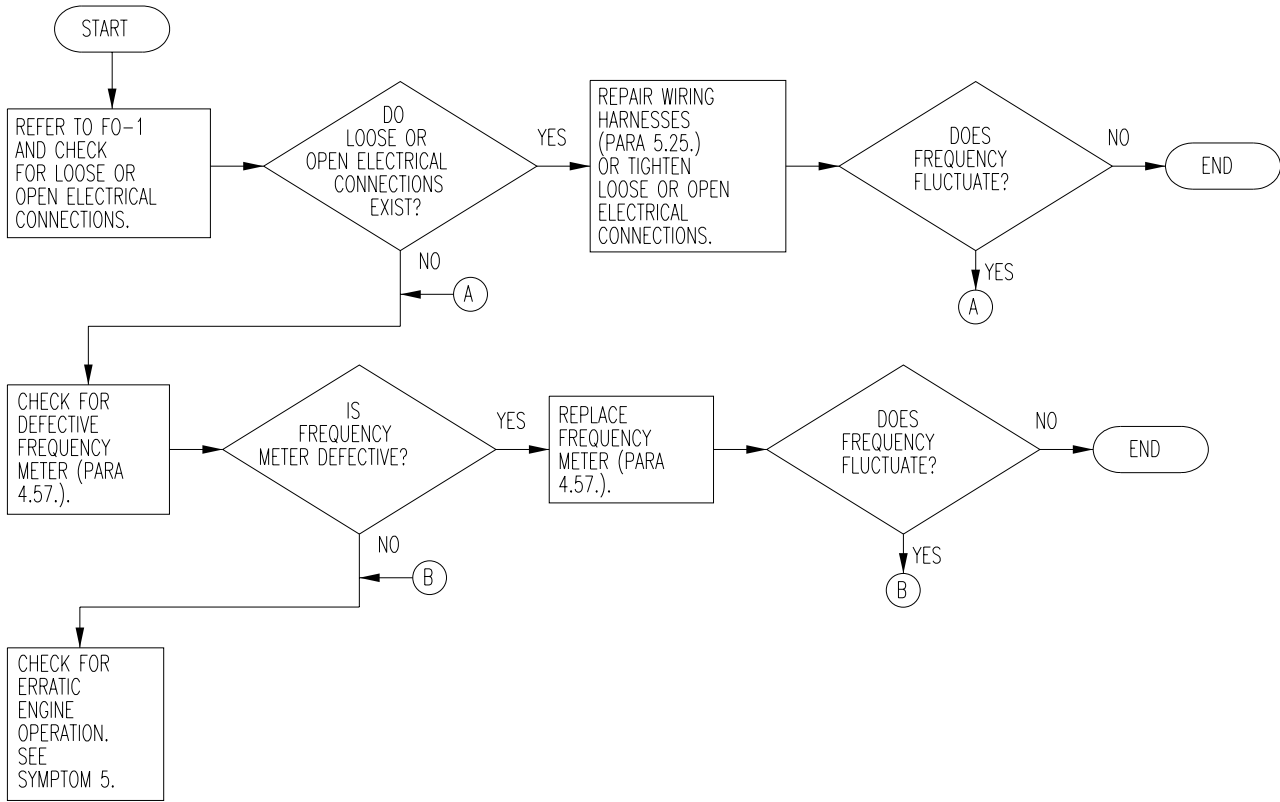 START
REFER TO FO-1
AND CHECK
FOR LOOSE OR
OPEN ELECTRICAL
CONNECTIONS.
DO
LOOSE OR
OPEN ELECTRICAL
CONNECTIONS
EXIST?
YES
REPAIR WIRING
HARNESSES
(PARA 5.25.)
OR TIGHTEN
LOOSE OR OPEN
ELECTRICAL
CONNECTIONS.
DOES
FREQUENCY
FLUCTUATE?
NO
END
NO
A
YES
A
CHECK FOR
DEFECTIVE
FREQUENCY
METER (PARA
4.57.).
IS
FREQUENCY
METER DEFECTIVE?
YES
REPLACE
FREQUENCY
METER (PARA
4.57.).
DOES
FREQUENCY
FLUCTUATE?
NO
END
NO
B
YES
B
CHECK FOR
ERRATIC
ENGINE
OPERATION.
SEE
SYMPTOM 5.